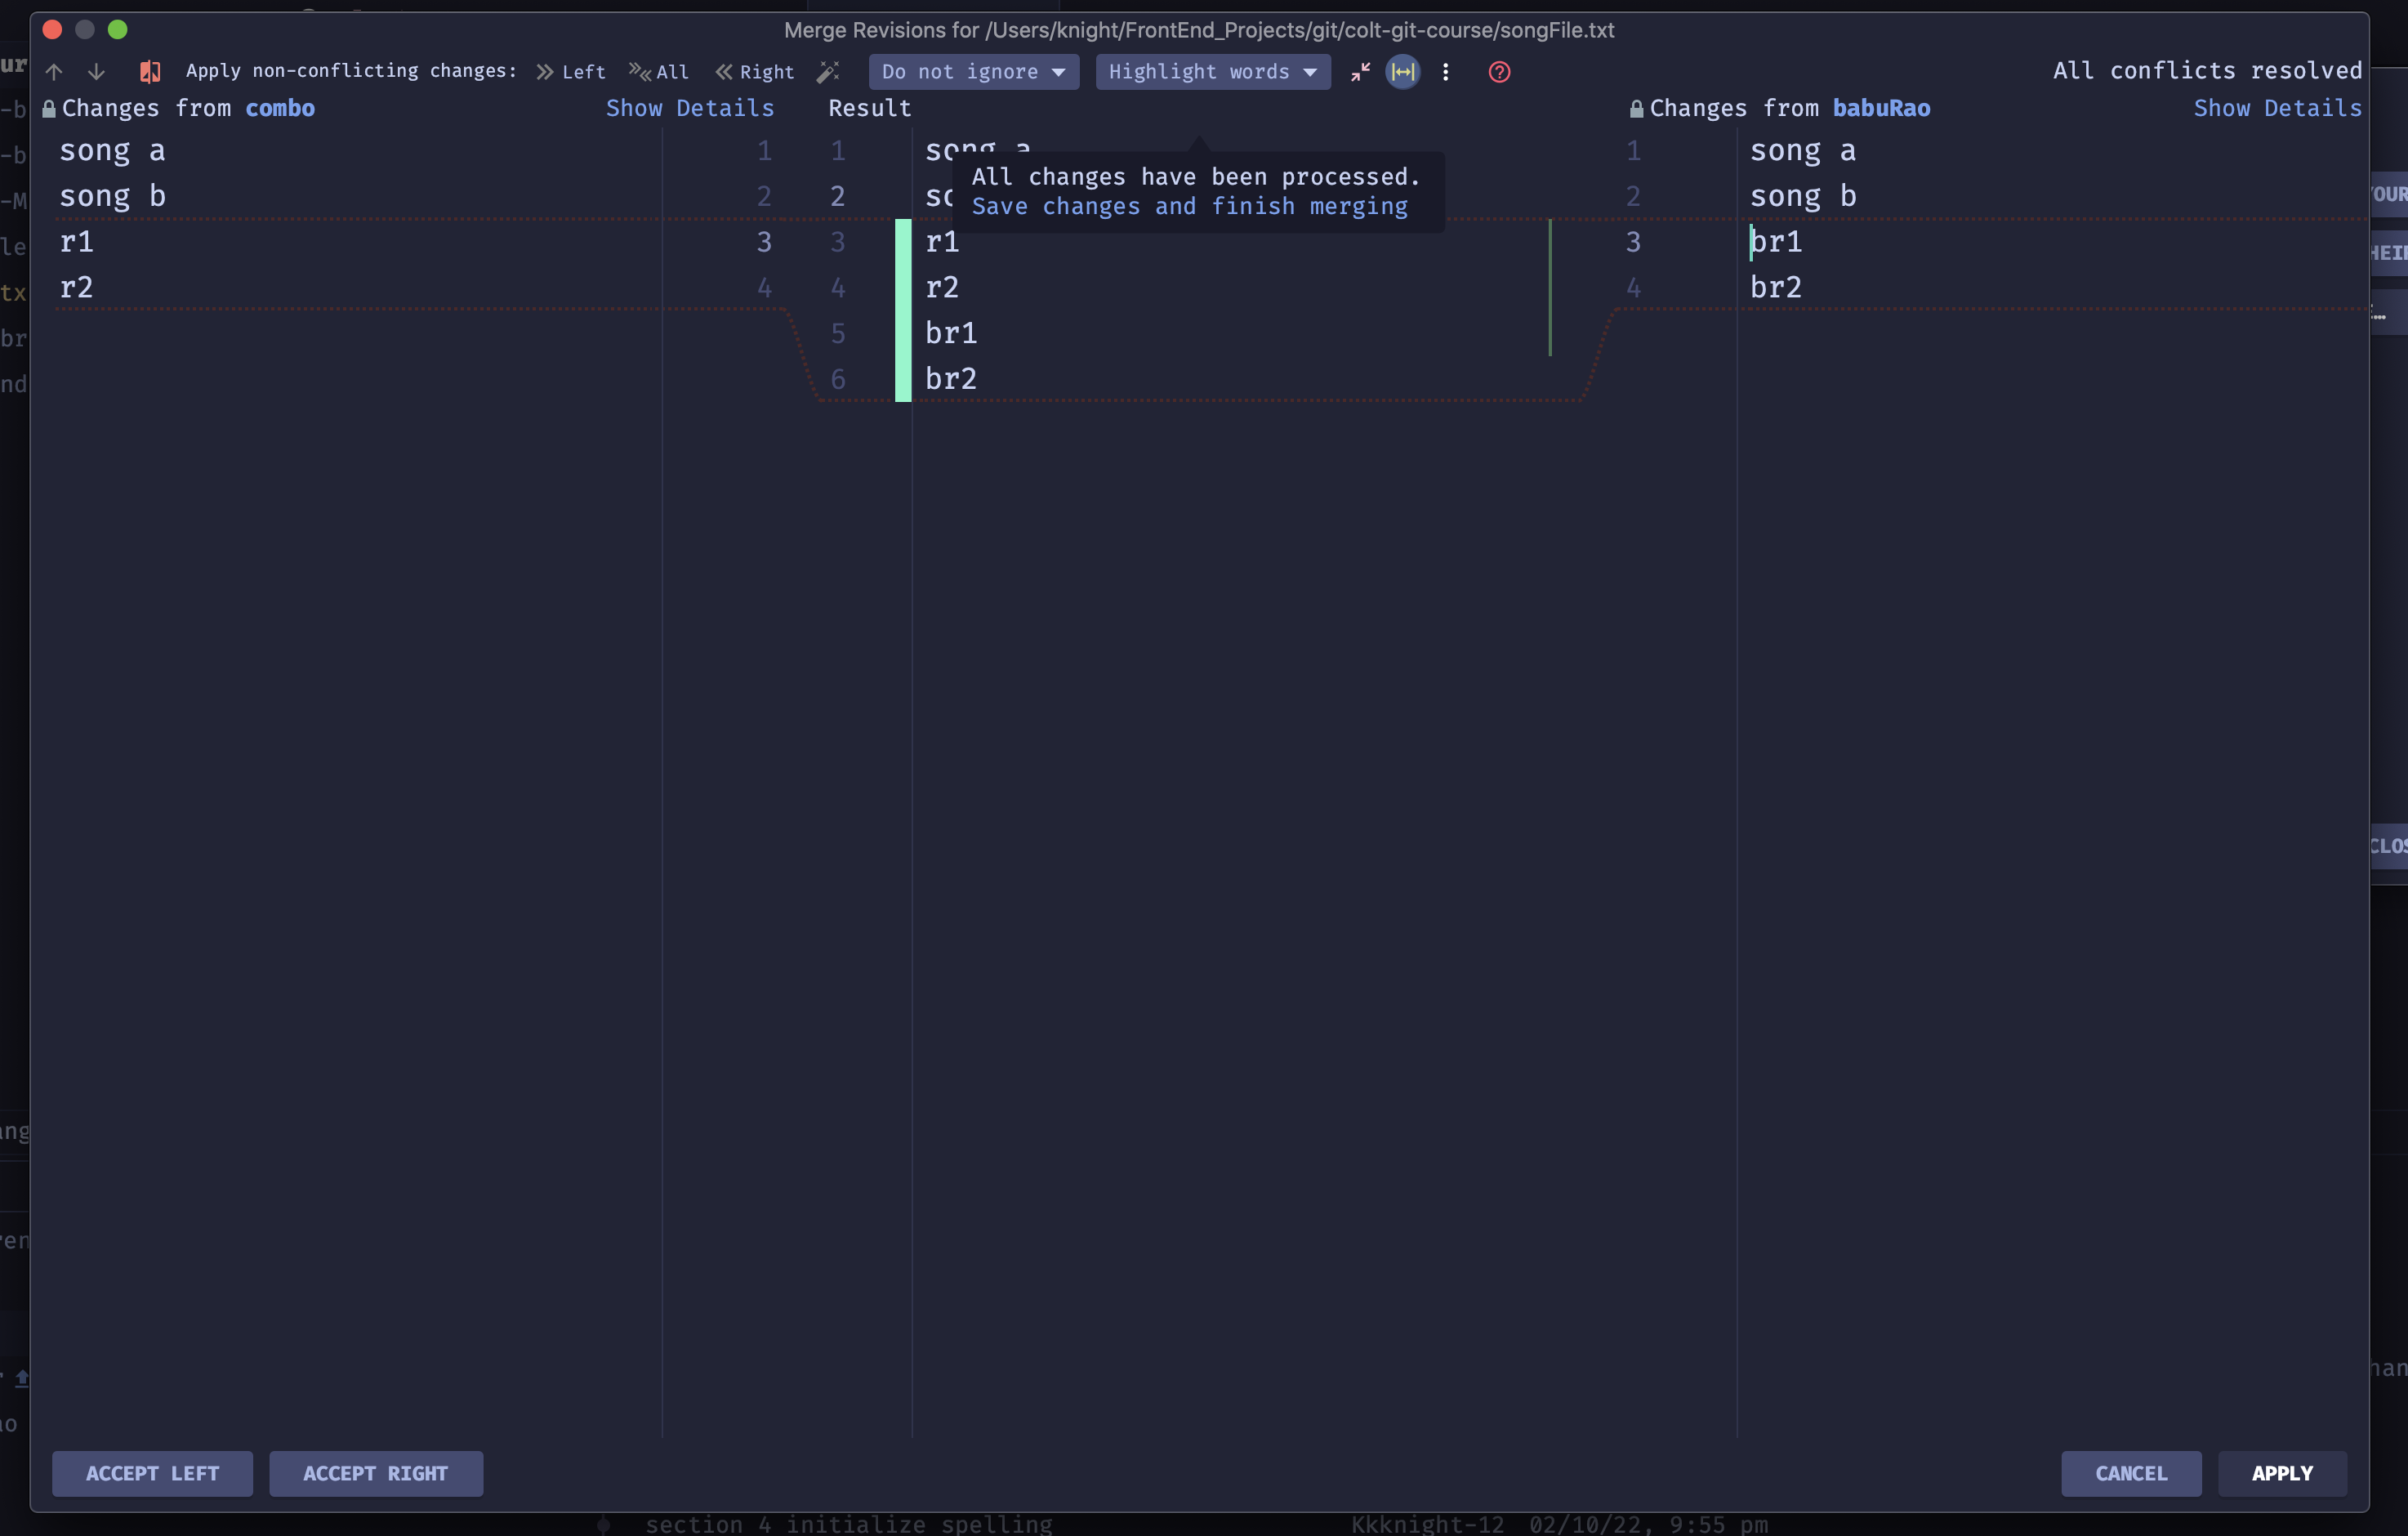 Merge Revisions for /Users/knight/FrontEnd_Projects/git/colt-git-course/songFile.txt
Apply non-conflicting changes: Left All Right Do not ignore Highlight words All conflicts resolved
Changes from combo Show Details Result Changes from babuRao Show Details
song a 1 1 song a 1 song a
song b 2 2 so 2 song b
All changes have been processed.
Save changes and finish merging
r1 3 3 r1 3 br1
r2 4 4 r2 4 br2
5 br1
6 br2
ACCEPT LEFT ACCEPT RIGHT CANCEL APPLY
section 4 initialize spelling Kkknight-12 02/10/22, 9:55 pm